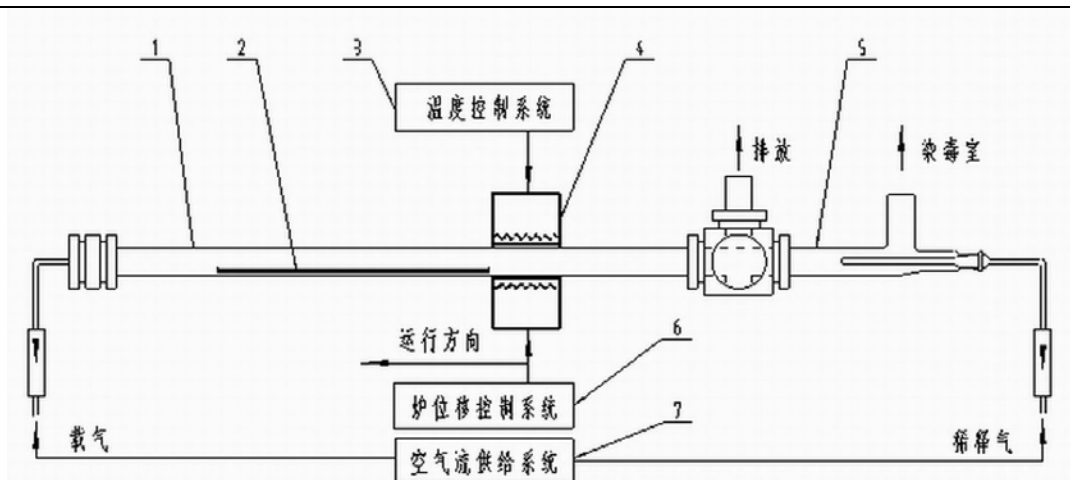 1 2 3 4 5
温度控制系统
排放 染毒室
运行方向 6
炉位移控制系统 7
载气 空气流供给系统 稀释气